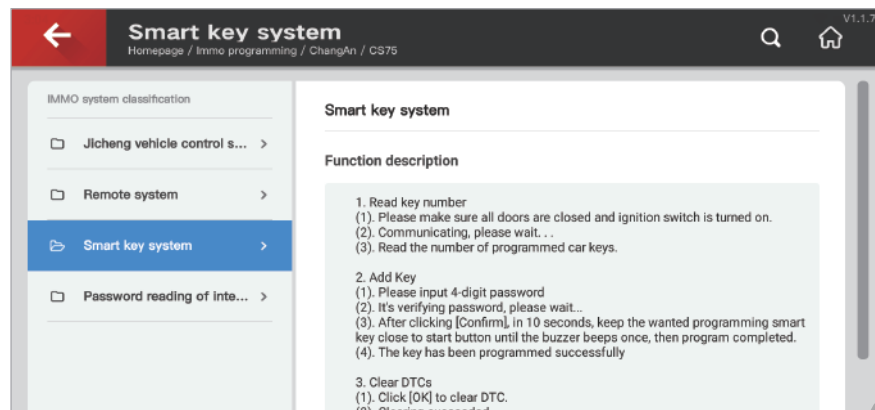 Smart key system
V1.1.7
Homepage / Immo programming / ChangAn / CS75
IMMO system classification
Jicheng vehicle control s...
Remote system
Smart key system
Password reading of inte...
Smart key system
Function description
1. Read key number
(1). Please make sure all doors are closed and ignition switch is turned on.
(2). Communicating, please wait. . .
(3). Read the number of programmed car keys.
2. Add Key
(1). Please input 4-digit password
(2). It's verifying password, please wait...
(3). After clicking [Confirm], in 10 seconds, keep the wanted programming smart
key close to start button until the buzzer beeps once, then program completed.
(4). The key has been programmed successfully
3. Clear DTCs
(1). Click [OK] to clear DTC.
(2). Clearing succeeded